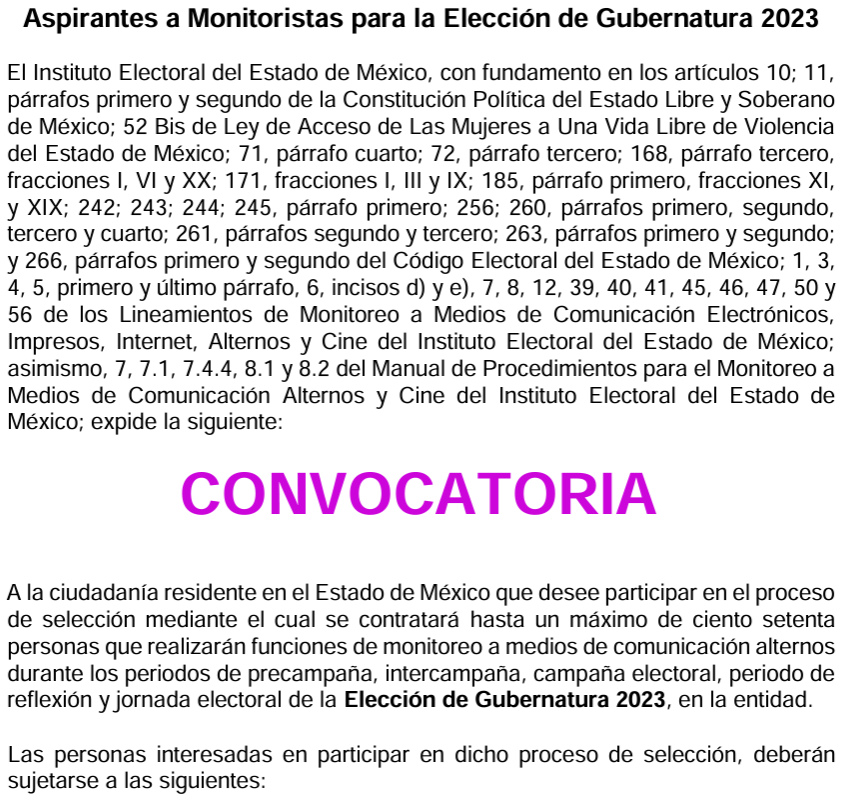 Aspirantes a Monitoristas para la Elección de Gubernatura 2023
El Instituto Electoral del Estado de México, con fundamento en los artículos 10; 11,
párrafos primero y segundo de la Constitución Política del Estado Libre y Soberano
de México; 52 Bis de Ley de Acceso de Las Mujeres a Una Vida Libre de Violencia
del Estado de México; 71, párrafo cuarto; 72, párrafo tercero; 168, párrafo tercero,
fracciones I, VI y XX; 171, fracciones I, III y IX; 185, párrafo primero, fracciones XI,
y XIX; 242; 243; 244; 245, párrafo primero; 256; 260, párrafos primero, segundo,
tercero y cuarto; 261, párrafos segundo y tercero; 263, párrafos primero y segundo;
y 266, párrafos primero y segundo del Código Electoral del Estado de México; 1, 3,
4, 5, primero y último párrafo, 6, incisos d) y e), 7, 8, 12, 39, 40, 41, 45, 46, 47, 50 y
56 de los Lineamientos de Monitoreo a Medios de Comunicación Electrónicos,
Impresos, Internet, Alternos y Cine del Instituto Electoral del Estado de México;
asimismo, 7, 7.1, 7.4.4, 8.1 y 8.2 del Manual de Procedimientos para el Monitoreo a
Medios de Comunicación Alternos y Cine del Instituto Electoral del Estado de
México; expide la siguiente:
CONVOCATORIA
A la ciudadanía residente en el Estado de México que desee participar en el proceso
de selección mediante el cual se contratará hasta un máximo de ciento setenta
personas que realizarán funciones de monitoreo a medios de comunicación alternos
durante los periodos de precampaña, intercampaña, campaña electoral, periodo de
reflexión y jornada electoral de la Elección de Gubernatura 2023, en la entidad.
Las personas interesadas en participar en dicho proceso de selección, deberán
sujetarse a las siguientes: